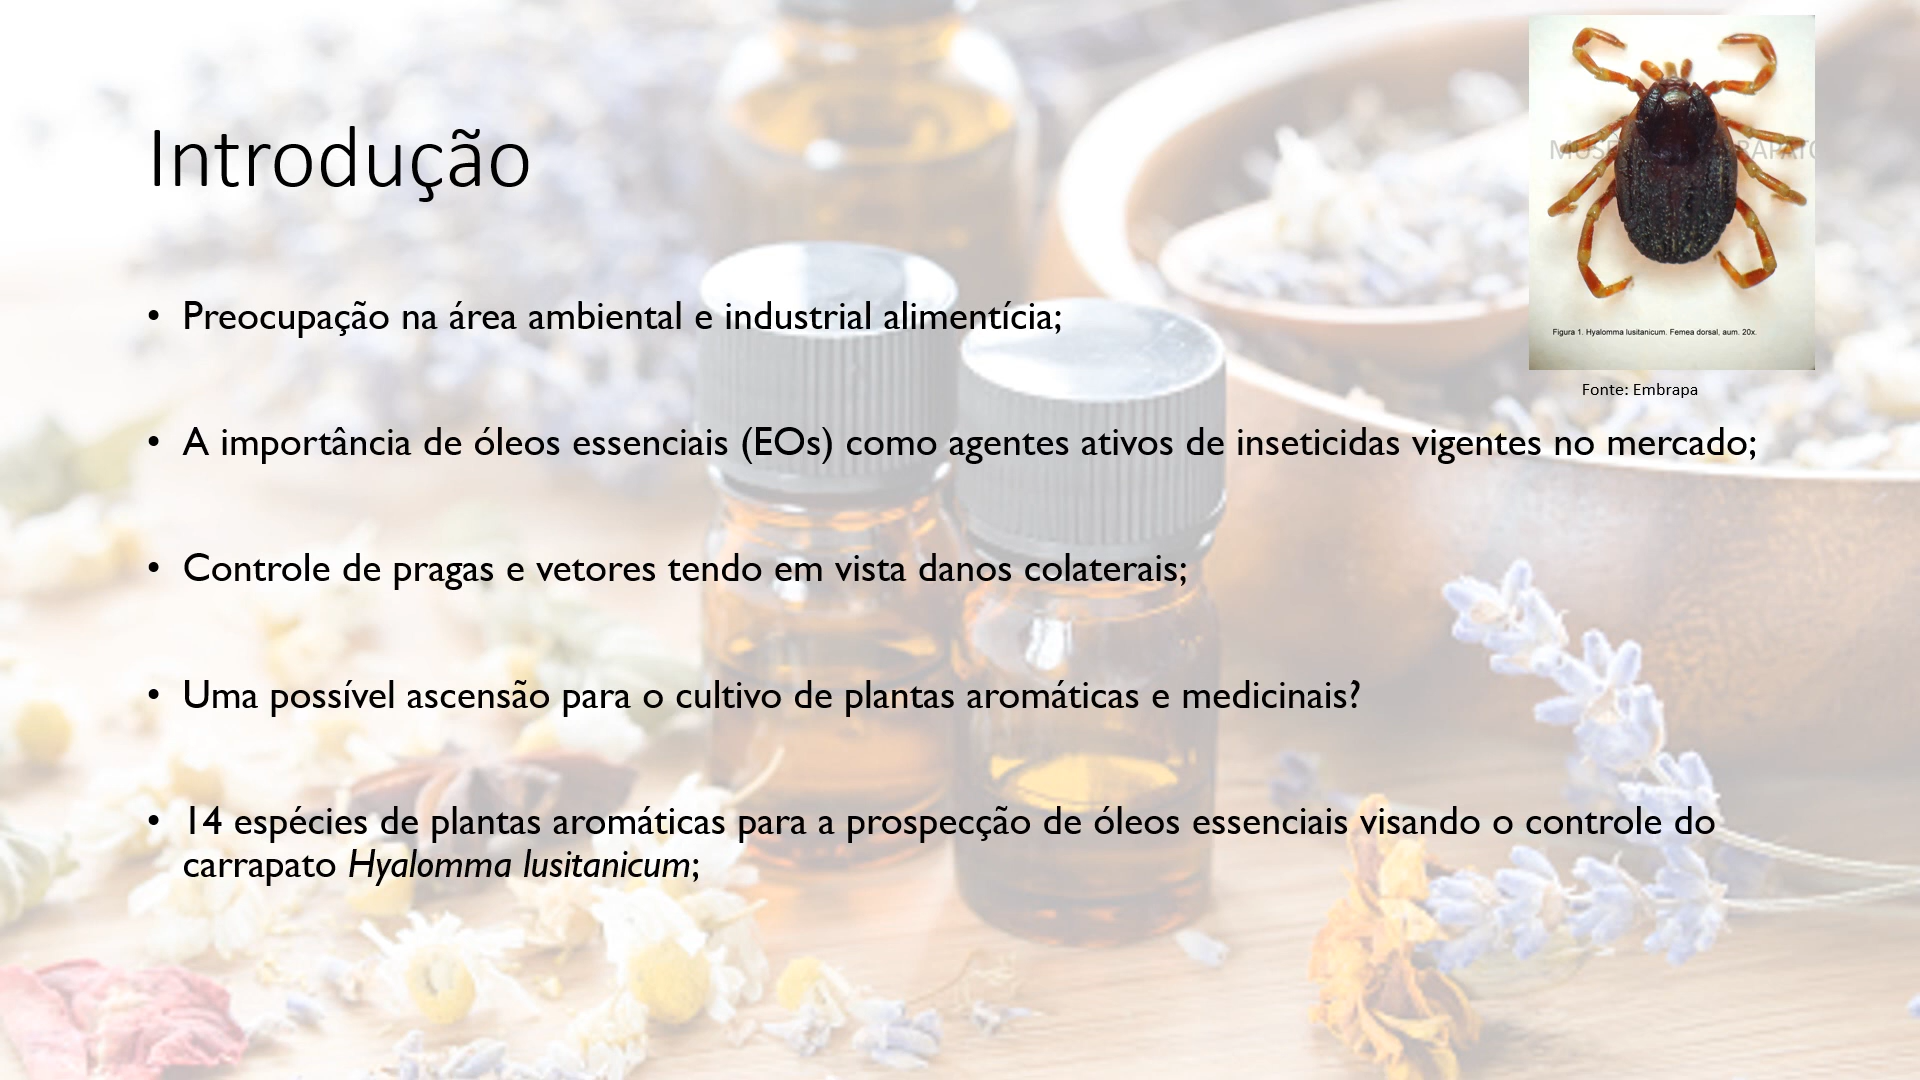 Introdução
Figura 1. Hyalomma lusitanicum. Femea dorsal, aum. 20x.
Fonte: Embrapa
• Preocupação na área ambiental e industrial alimentícia;
• A importância de óleos essenciais (EOs) como agentes ativos de inseticidas vigentes no mercado;
• Controle de pragas e vetores tendo em vista danos colaterais;
• Uma possível ascensão para o cultivo de plantas aromáticas e medicinais?
• 14 espécies de plantas aromáticas para a prospecção de óleos essenciais visando o controle do
carrapato Hyalomma lusitanicum;